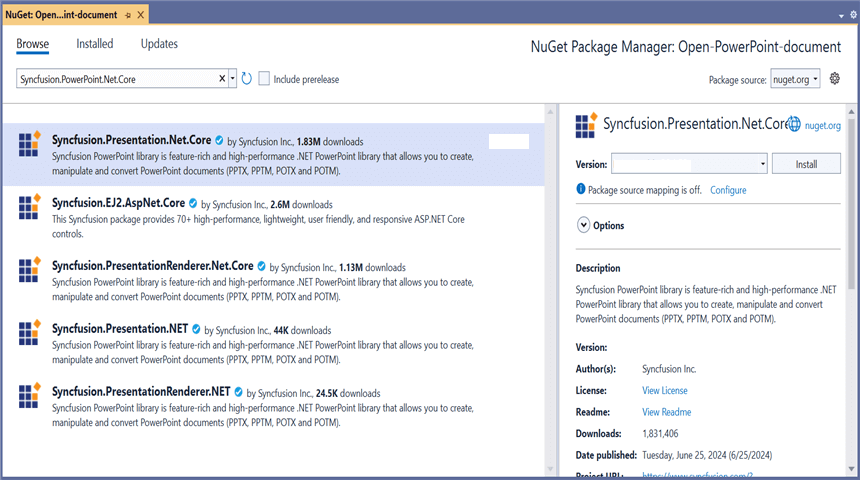 NuGet: Open...int-document
Browse Installed Updates
NuGet Package Manager: Open-PowerPoint-document
Syncfusion.PowerPoint.Net.Core
Include prerelease
Package source: nuget.org
Syncfusion.Presentation.Net.Core by Syncfusion Inc., 1.83M downloads
Syncfusion PowerPoint library is feature-rich and high-performance .NET PowerPoint library that allows you to create,
manipulate and convert PowerPoint documents (PPTX, PPTM, POTX and POTM).
Syncfusion.EJ2.AspNet.Core by Syncfusion Inc., 2.6M downloads
This Syncfusion package provides 70+ high-performance, lightweight, user friendly, and responsive ASP.NET Core
controls.
Syncfusion.PresentationRenderer.Net.Core by Syncfusion Inc., 1.13M downloads
Syncfusion PowerPoint library is feature-rich and high-performance .NET PowerPoint library that allows you to create,
manipulate and convert PowerPoint documents (PPTX, PPTM, POTX and POTM).
Syncfusion.Presentation.NET by Syncfusion Inc., 44K downloads
Syncfusion PowerPoint library is feature-rich and high-performance .NET PowerPoint library that allows you to create,
manipulate and convert PowerPoint documents (PPTX, PPTM, POTX and POTM).
Syncfusion.PresentationRenderer.NET by Syncfusion Inc., 24.5K downloads
Syncfusion PowerPoint library is feature-rich and high-performance .NET PowerPoint library that allows you to create,
manipulate and convert PowerPoint documents (PPTX, PPTM, POTX and POTM).
Syncfusion.Presentation.Net.Core nuget.org
Version: Install
Package source mapping is off. Configure
Options
Description
Syncfusion PowerPoint library is feature-rich and high-performance .NET
PowerPoint library that allows you to create, manipulate and convert
PowerPoint documents (PPTX, PPTM, POTX and POTM).
Version:
Author(s): Syncfusion Inc.
License: View License
Readme: View Readme
Downloads: 1,831,406
Date published: Tuesday, June 25, 2024 (6/25/2024)
Project URL: https://www.syncfusion.com/?